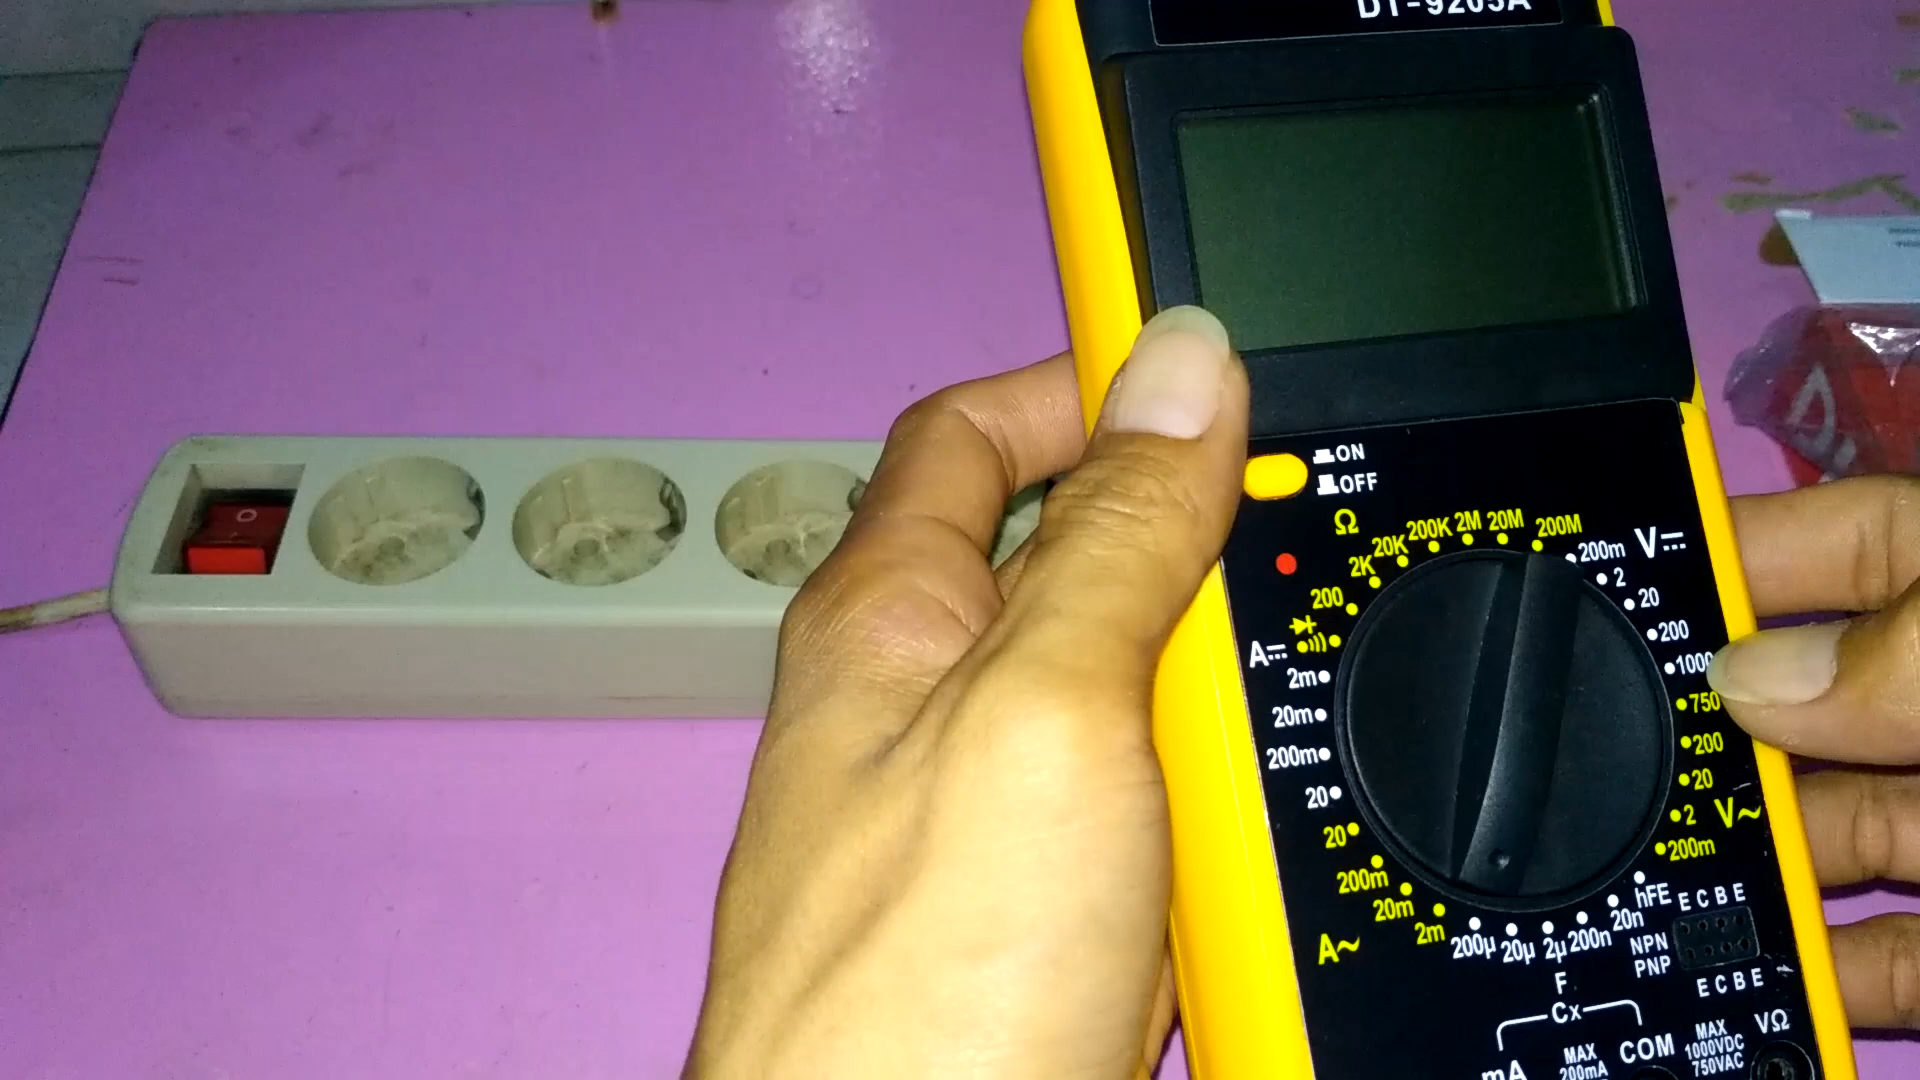 DT-9205A
ON
OFF
Ω
200
2K
20K
200K
2M
20M
200M
V
200m
2
20
200
1000
750
200
20
2
200m
V~
A
2m
20m
200m
20
20
200m
20m
2m
A~
200µ
20µ
2µ
200n
20n
F
hFE
E C B E
NPN
PNP
E C B E
Cx
mA
MAX
200mA
COM
MAX
1000VDC
750VAC
VΩ
O